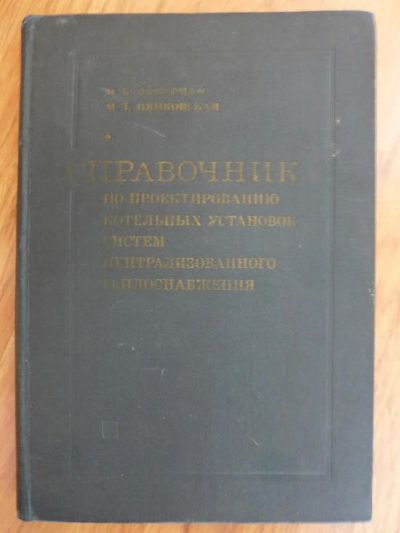 СПРАВОЧНИК
ПО ПРОЕКТИРОВАНИЮ
КОТЕЛЬНЫХ УСТАНОВОК
СИСТЕМ
ЦЕНТРАЛИЗОВАННОГО
ТЕПЛОСНАБЖЕНИЯ